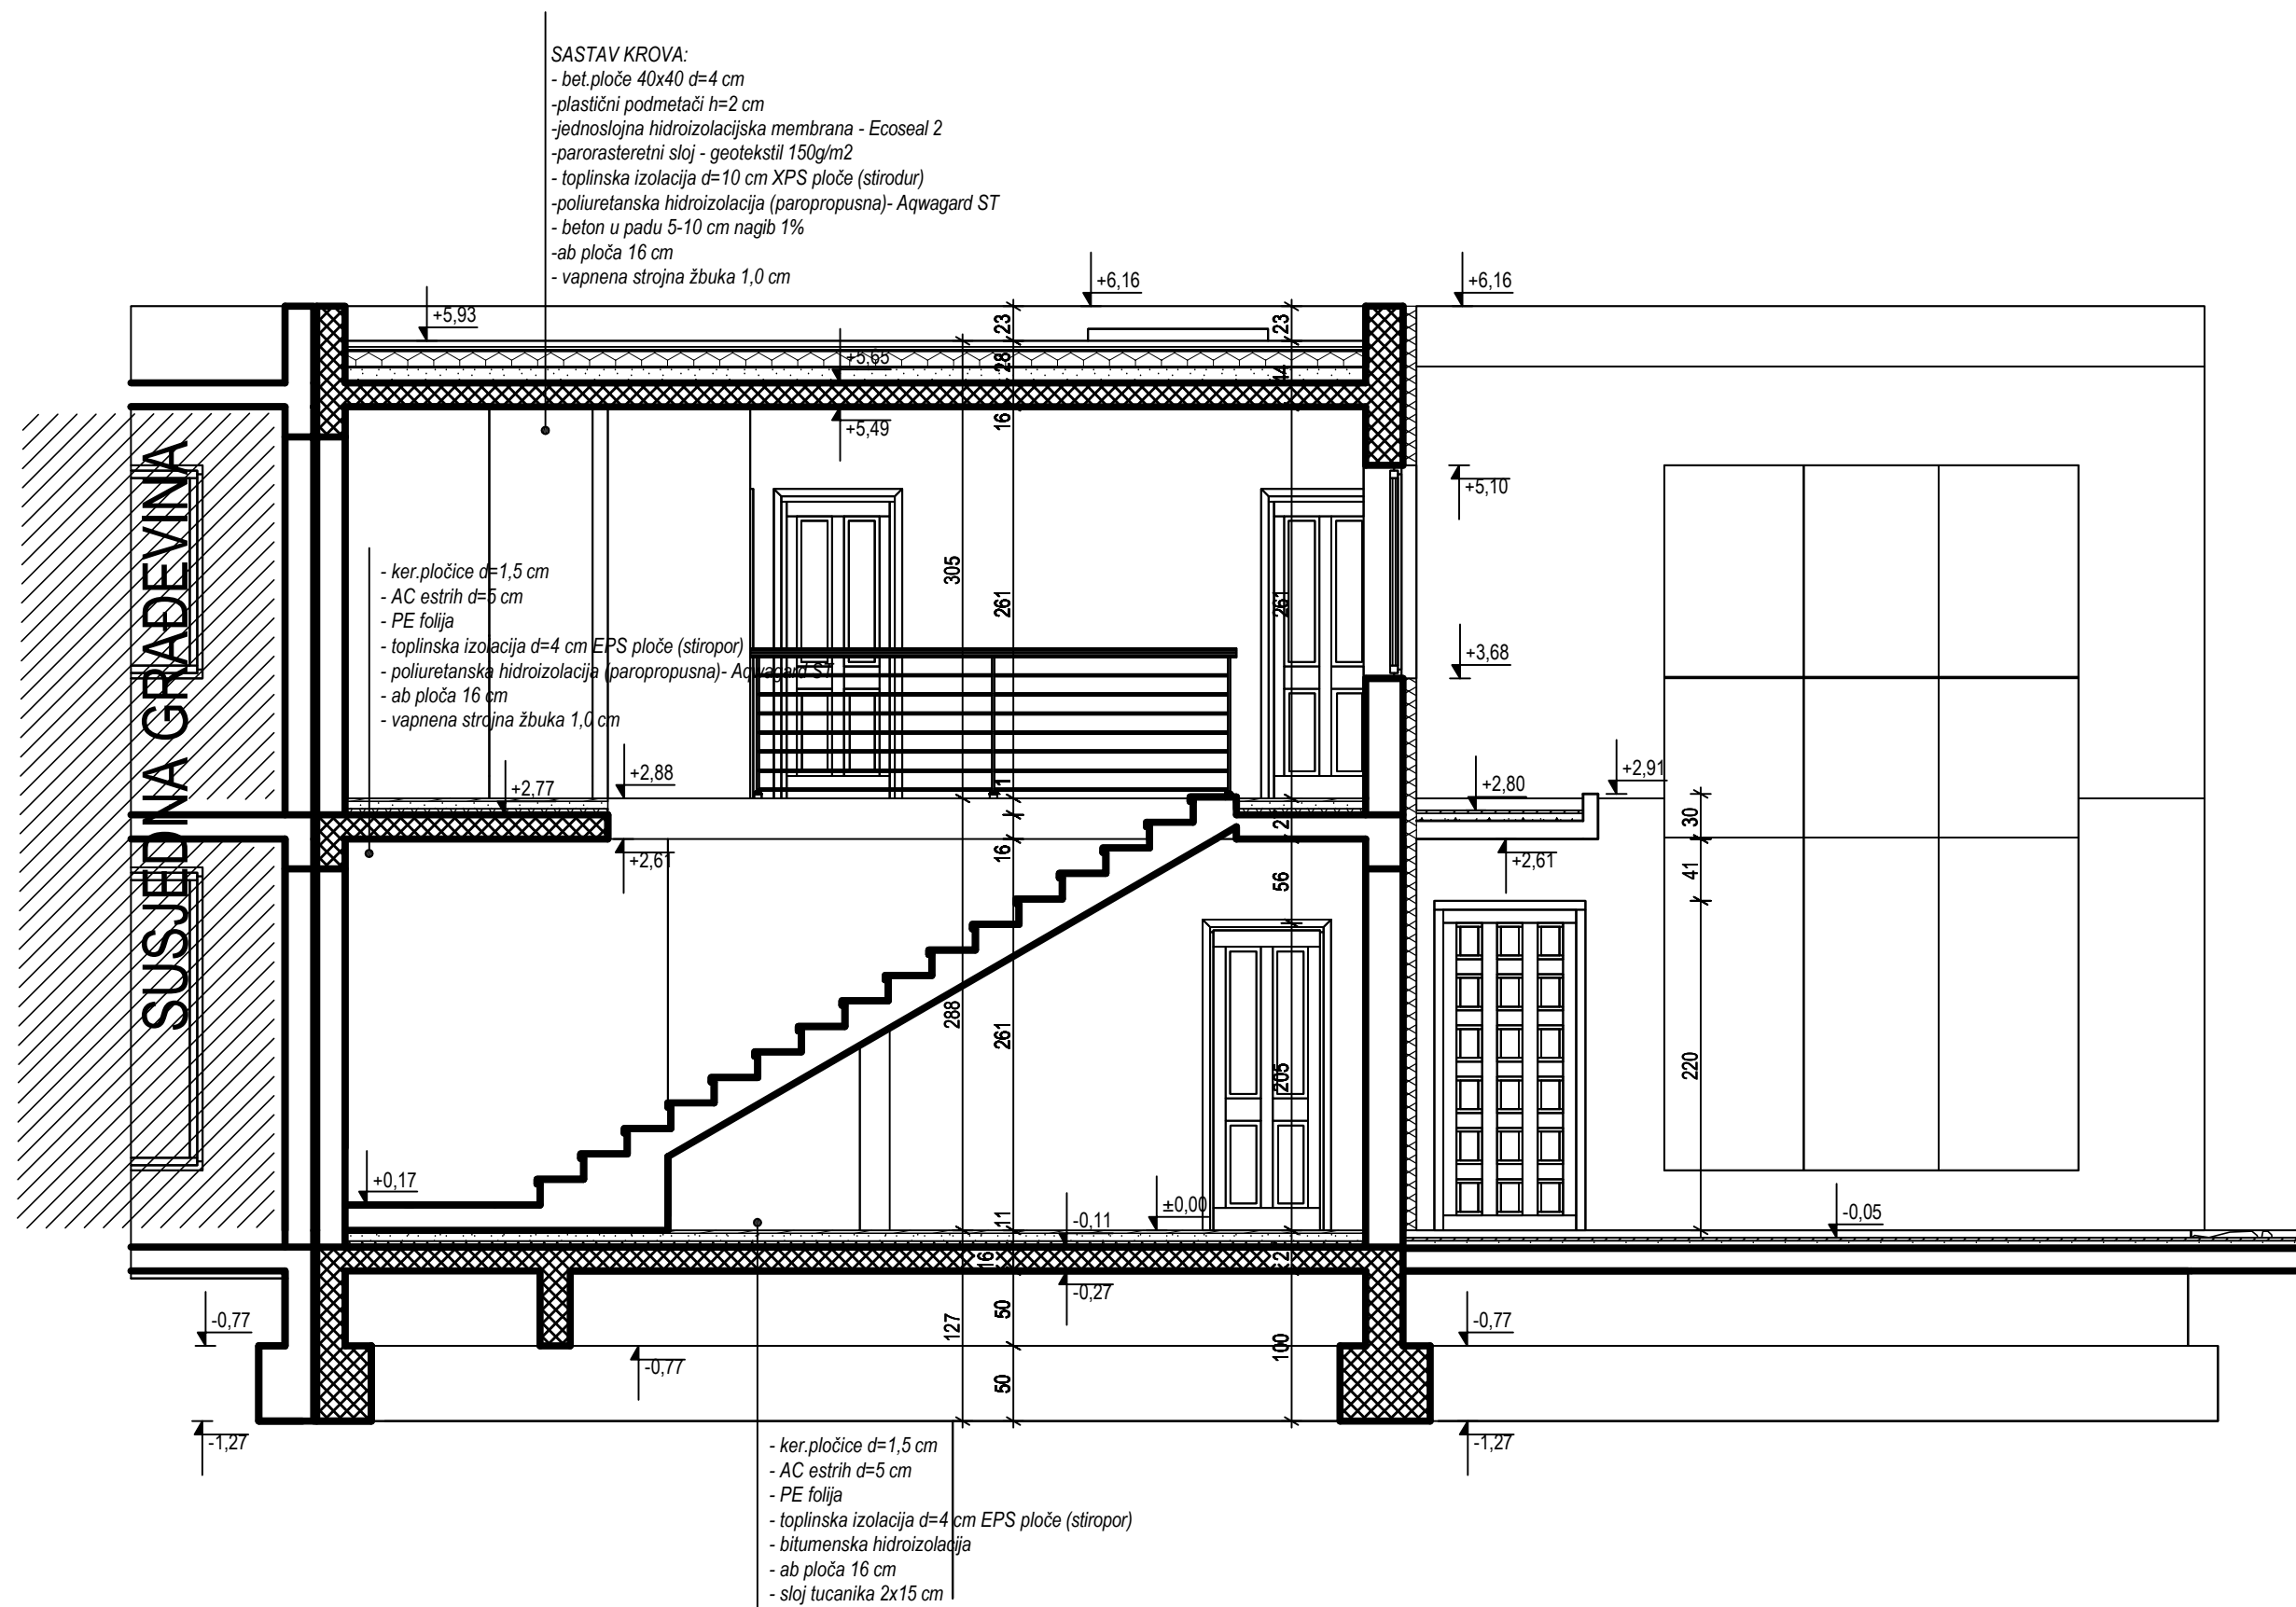 SASTAV KROVA:
- bet.ploče 40x40 d=4 cm
-plastični podmetači h=2 cm
-jednoslojna hidroizolacijska membrana - Ecoseal 2
-parorasteretni sloj - geotekstil 150g/m2
- toplinska izolacija d=10 cm XPS ploče (stirodur)
-poliuretanska hidroizolacija (paropropusna)- Aqwagard ST
- beton u padu 5-10 cm nagib 1%
-ab ploča 16 cm
- vapnena strojna žbuka 1,0 cm
+6,16
+6,16
+5,93
23
23
+5,65
28
44
16
+5,49
+5,10
SUSJEDNA GRAĐEVINA
- ker.pločice d=1,5 cm
- AC estrih d=5 cm
- PE folija
- toplinska izolacija d=4 cm EPS ploče (stiropor)
- poliuretanska hidroizolacija (paropropusna)- Aqwagard ST
- ab ploča 16 cm
- vapnena strojna žbuka 1,0 cm
305
261
261
+3,68
+2,77
+2,88
11
+2,80
+2,91
30
16
+2,61
+2,61
56
41
288
261
205
220
+0,17
±0,00
11
-0,11
-0,05
16
-0,27
-0,77
127
50
100
-0,77
-0,77
50
-1,27
-1,27
- ker.pločice d=1,5 cm
- AC estrih d=5 cm
- PE folija
- toplinska izolacija d=4 cm EPS ploče (stiropor)
- bitumenska hidroizolacija
- ab ploča 16 cm
- sloj tucanika 2x15 cm